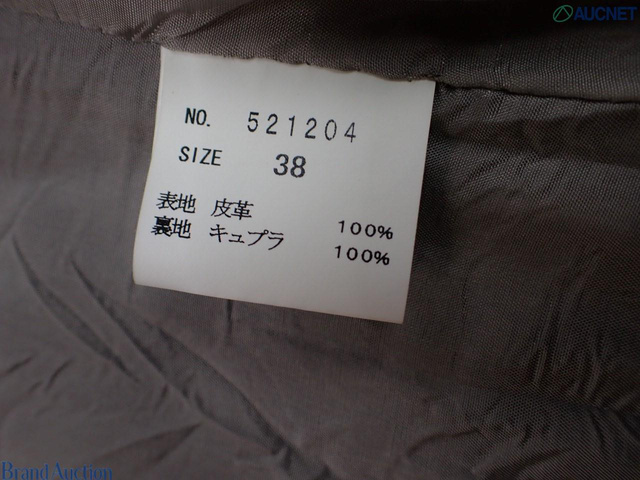 AUCNET
NO. 521204
SIZE 38
表地 皮革 100%
裏地 キュプラ 100%
Brand Auction